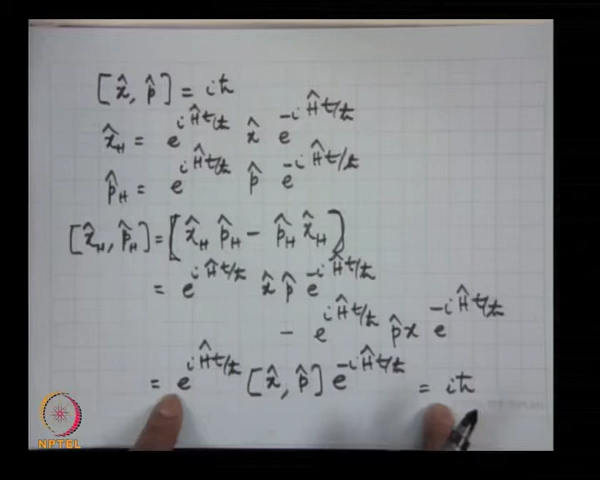 [x̂, p̂] = iħ
x̂_H = e^{iĤt/ħ} x̂ e^{-iĤt/ħ}
p̂_H = e^{iĤt/ħ} p̂ e^{-iĤt/ħ}
[x̂_H, p̂_H] = (x̂_H p̂_H - p̂_H x̂_H)
= e^{iĤt/ħ} x̂ p̂ e^{-iĤt/ħ}
- e^{iĤt/ħ} p̂x e^{-iĤt/ħ}
= e^{iĤt/ħ} [x̂, p̂] e^{-iĤt/ħ} = iħ
NPTEL